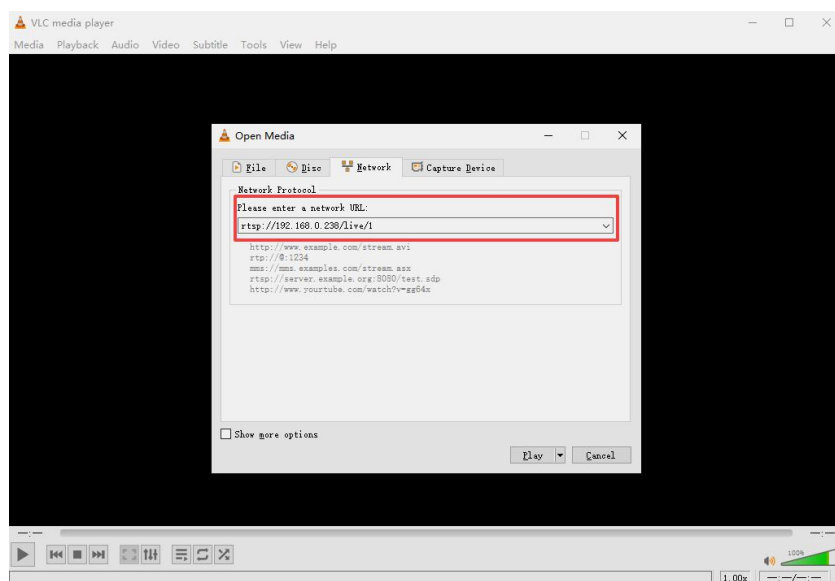 VLC media player
Media Playback Audio Video Subtitle Tools View Help
Open Media
File Disc Network Capture Device
Network Protocol
Please enter a network URL:
rtsp://192.168.0.238/live/1
http://www.example.com/stream.avi
rtp://@:1234
mms://mms.examples.com/stream.asx
rtsp://server.example.org:8080/test.sdp
http://www.yourtube.com/watch?v=gg64x
Show more options
Play Cancel
--:-- --:--
100%
1.00x --:--/--:--